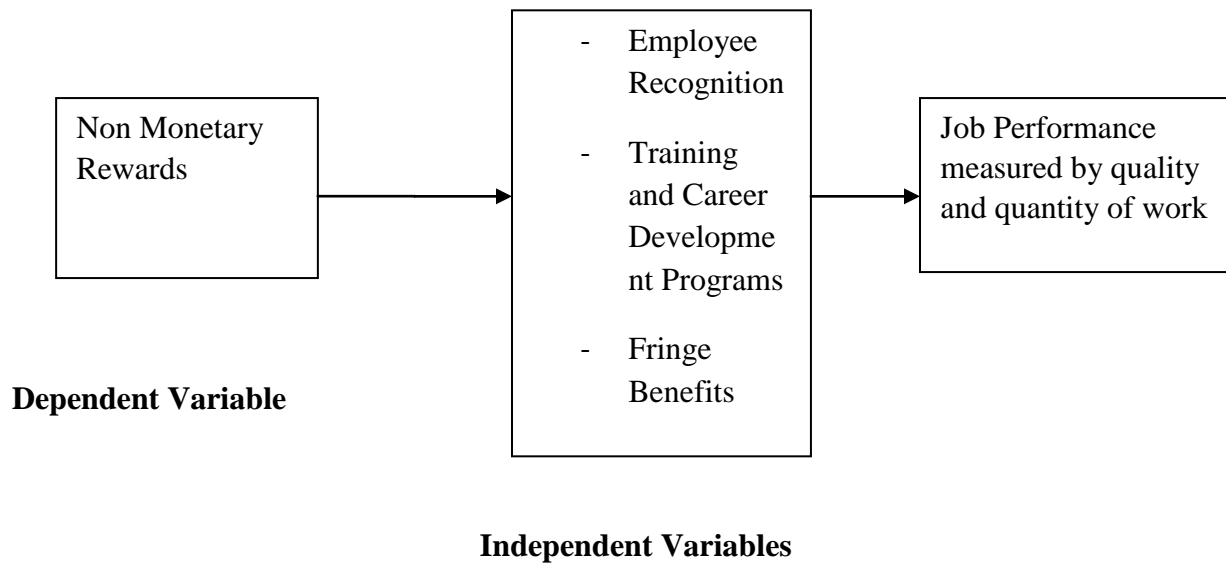 Non Monetary
Rewards
- Employee
Recognition
- Training
and Career
Developme
nt Programs
- Fringe
Benefits
Job Performance
measured by quality
and quantity of work
Dependent Variable
Independent Variables